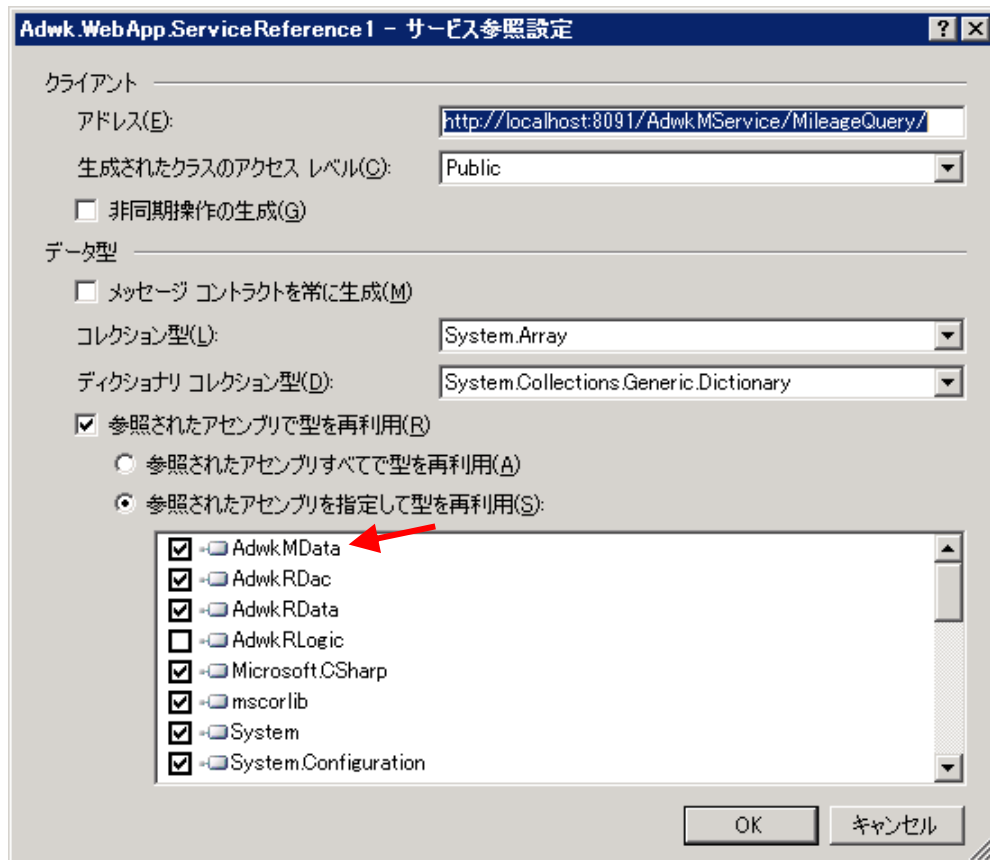 Adwk.WebApp.ServiceReference1 - サービス参照設定
クライアント
アドレス(E): http://localhost:8091/AdwkMService/MileageQuery/
生成されたクラスのアクセス レベル(C): Public
非同期操作の生成(G)
データ型
メッセージ コントラクトを常に生成(M)
コレクション型(L): System.Array
ディクショナリ コレクション型(D): System.Collections.Generic.Dictionary
参照されたアセンブリで型を再利用(R)
参照されたアセンブリすべてで型を再利用(A)
参照されたアセンブリを指定して型を再利用(S):
AdwkMData
AdwkRDac
AdwkRData
AdwkRLogic
Microsoft.CSharp
mscorlib
System
System.Configuration
OK キャンセル